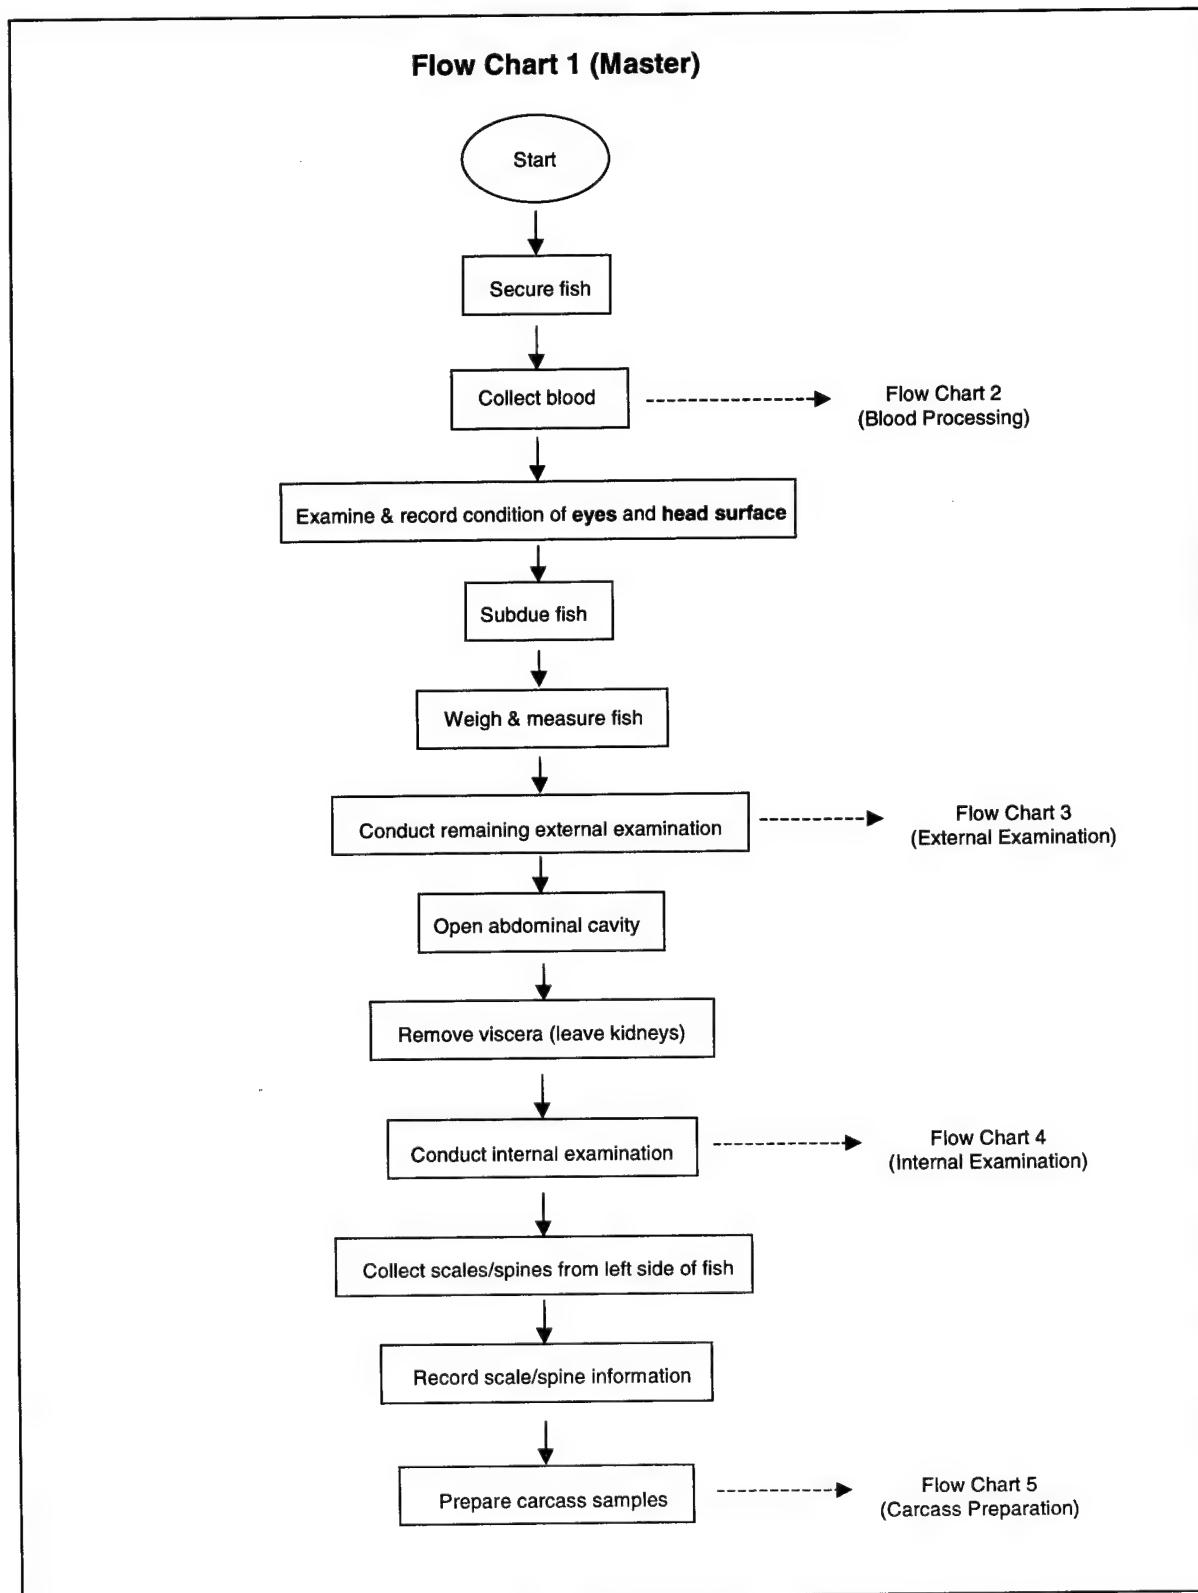 Flow Chart 1 (Master)
Start
Secure fish
Collect blood
Flow Chart 2
(Blood Processing)
Examine & record condition of eyes and head surface
Subdue fish
Weigh & measure fish
Conduct remaining external examination
Flow Chart 3
(External Examination)
Open abdominal cavity
Remove viscera (leave kidneys)
Conduct internal examination
Flow Chart 4
(Internal Examination)
Collect scales/spines from left side of fish
Record scale/spine information
Prepare carcass samples
Flow Chart 5
(Carcass Preparation)